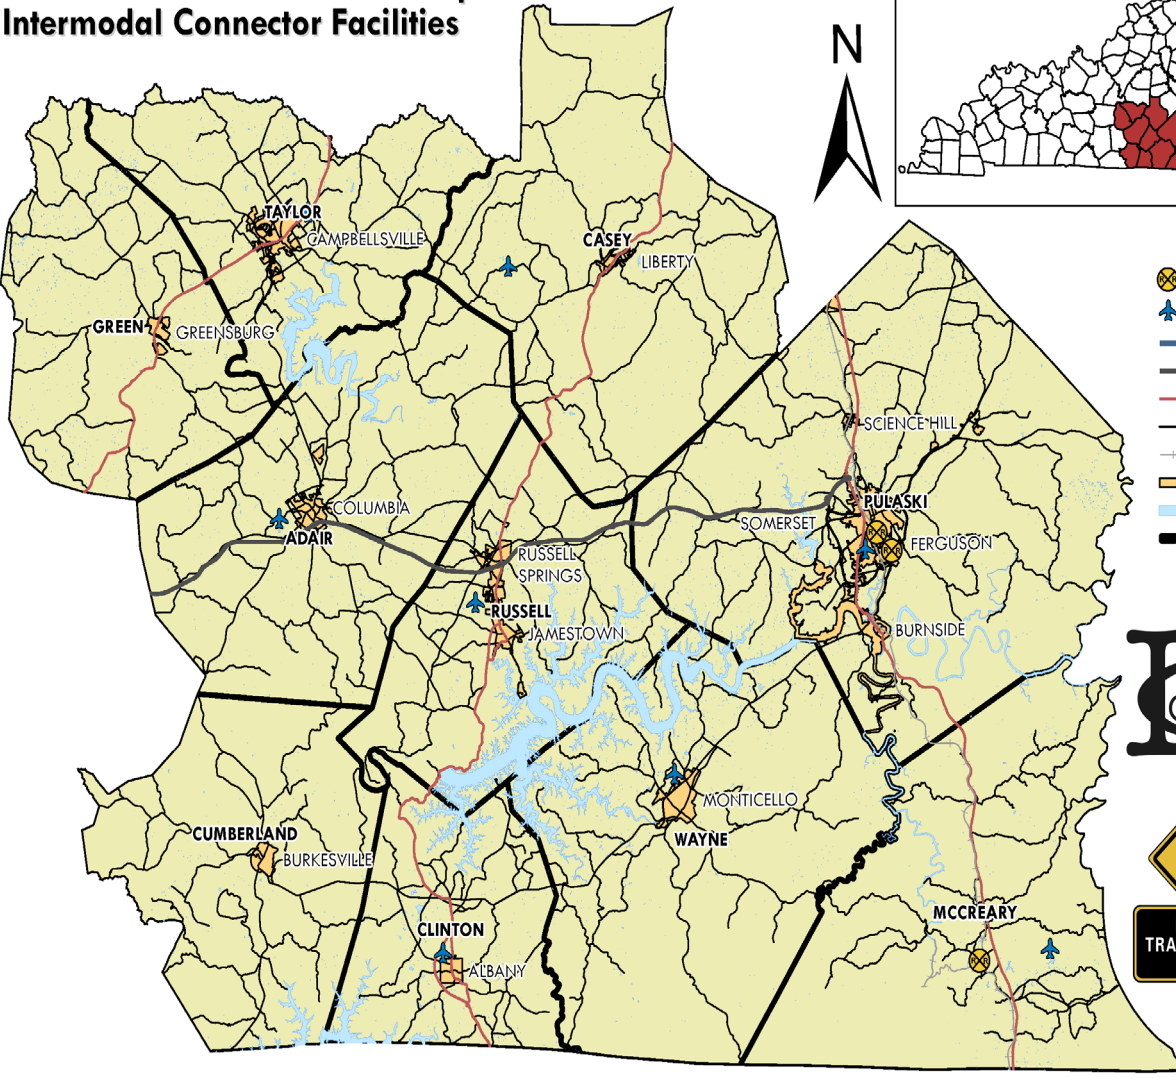 Intermodal Connector Facilities
N
TAYLOR
CAMPBELLSVILLE
CASEY
LIBERTY
GREEN
GREENSBURG
SCIENCE HILL
PULASKI
COLUMBIA
SOMERSET
ADAIR
FERGUSON
RUSSELL
SPRINGS
RUSSELL
JAMESTOWN
BURNSIDE
MONTICELLO
CUMBERLAND
WAYNE
BURKESVILLE
MCCREARY
CLINTON
ALBANY
TRA